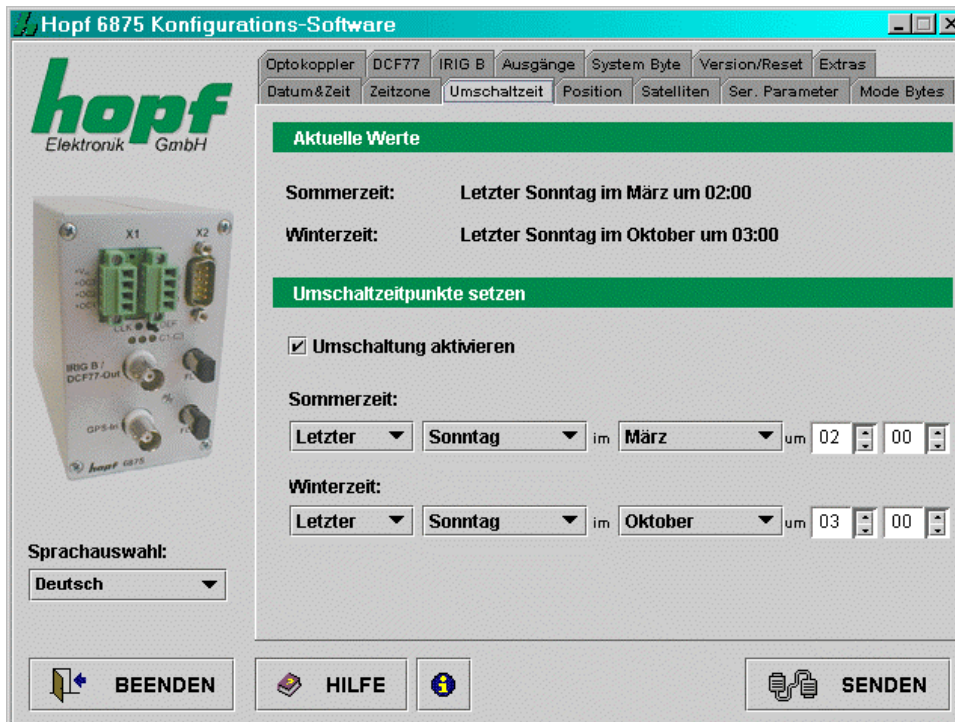 Hopf 6875 Konfigurations-Software
hopf
Elektronik GmbH
Optokoppler DCF77 IRIG B Ausgänge System Byte Version/Reset Extras
Datum&Zeit Zeitzone Umschaltzeit Position Satelliten Ser. Parameter Mode Bytes
Aktuelle Werte
Sommerzeit: Letzter Sonntag im März um 02:00
Winterzeit: Letzter Sonntag im Oktober um 03:00
Umschaltzeitpunkte setzen
Umschaltung aktivieren
Sommerzeit:
Letzter Sonntag im März um 02 00
Winterzeit:
Letzter Sonntag im Oktober um 03 00
X1 X2
CLK
C1-C3
IRIG B /
DCF77-Out
GPS-In
hopf 6875
Sprachauswahl:
Deutsch
BEENDEN HILFE SENDEN